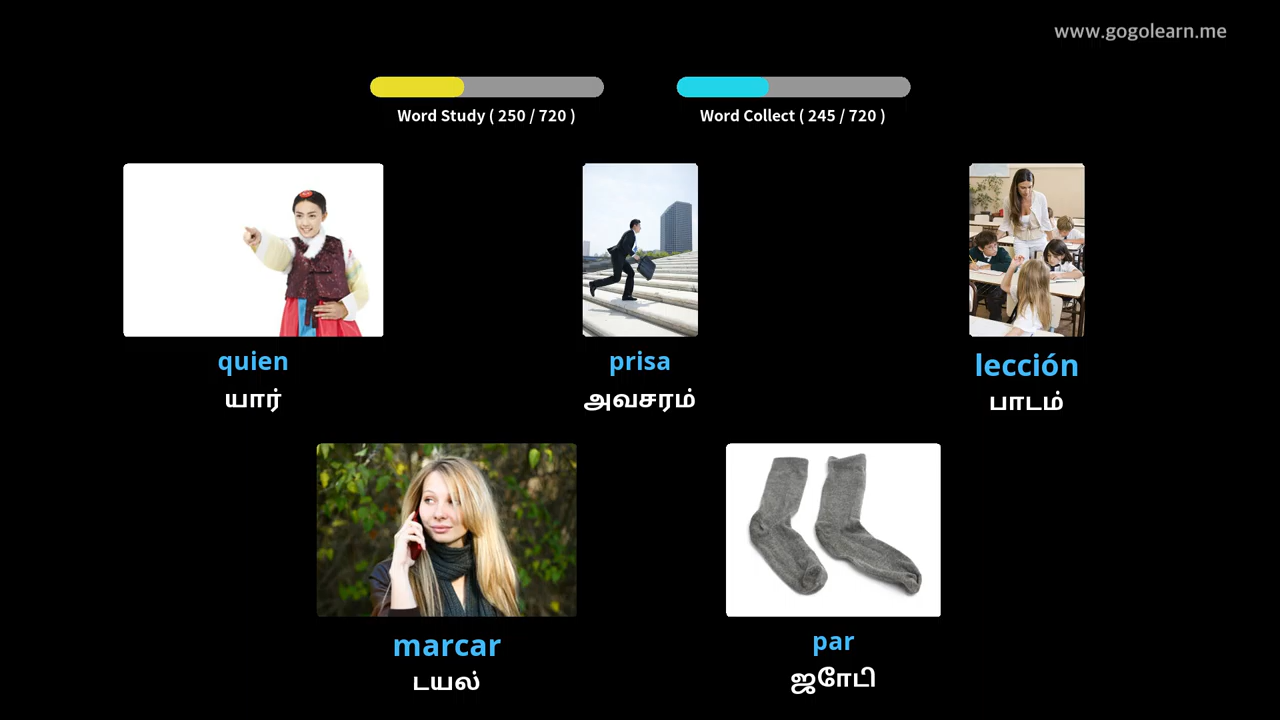 www.gogolearn.me
Word Study ( 250 / 720 )
Word Collect ( 245 / 720 )
quien
prisa
lección
யார்
அவசரம்
பாடம்
marcar
par
டயல்
ஜரேபி